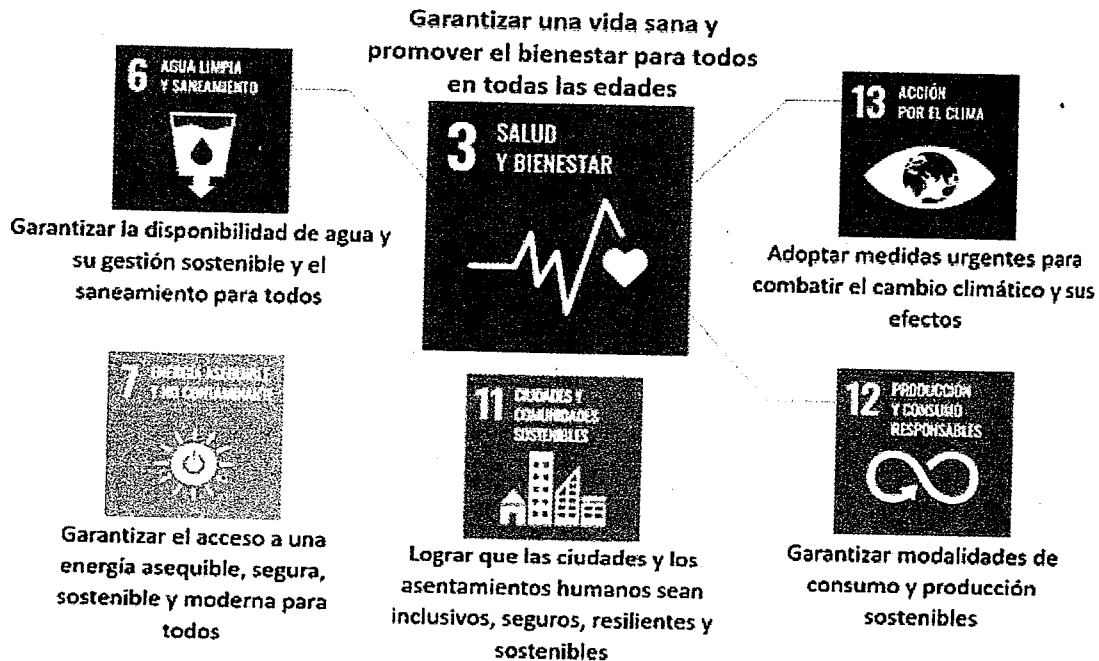 Garantizar una vida sana y
promover el bienestar para todos
en todas las edades
6 AGUA LIMPIA
Y SANEAMIENTO
Garantizar la disponibilidad de agua y
su gestión sostenible y el
saneamiento para todos
3 SALUD
Y BIENESTAR
13 ACCIÓN
POR EL CLIMA
Adoptar medidas urgentes para
combatir el cambio climático y sus
efectos
7 ENERGÍA ASEQUIBLE
Y NO CONTAMINANTE
Garantizar el acceso a una
energía asequible, segura,
sostenible y moderna para
todos
11 CIUDADES Y
COMUNIDADES
SOSTENIBLES
Lograr que las ciudades y los
asentamientos humanos sean
inclusivos, seguros, resilientes y
sostenibles
12 PRODUCCIÓN
Y CONSUMO
RESPONSABLES
Garantizar modalidades de
consumo y producción
sostenibles